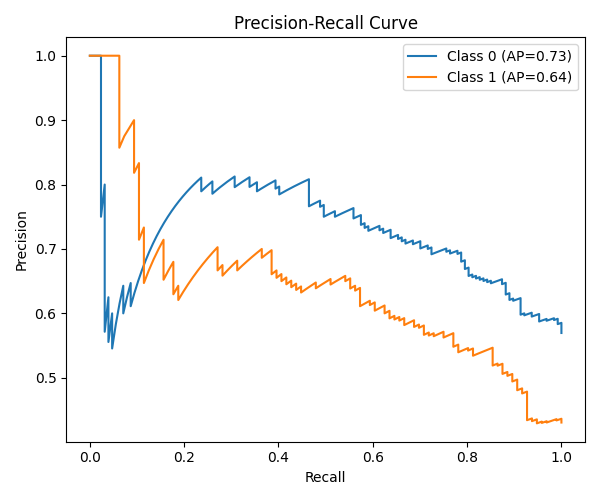 Precision-Recall Curve
Class 0 (AP=0.73)
Class 1 (AP=0.64)
Precision
1.0
0.9
0.8
0.7
0.6
0.5
0.0 0.2 0.4 0.6 0.8 1.0
Recall